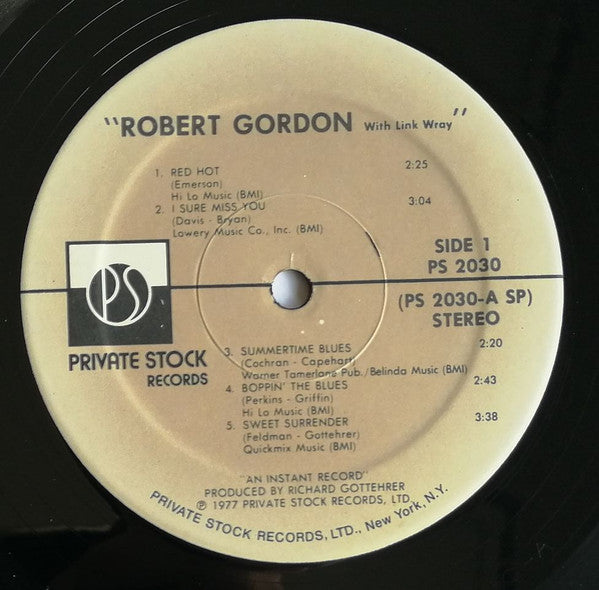 "ROBERT GORDON With Link Wray"
1. RED HOT 2:25
(Emerson)
Hi Lo Music (BMI)
2. I SURE MISS YOU 3:04
(Davis - Bryan)
Lowery Music Co., Inc. (BMI)
SIDE 1
PS 2030
PS
(PS 2030-A SP)
STEREO
PRIVATE STOCK
RECORDS
3. SUMMERTIME BLUES 2:20
(Cochran - Capehart)
Warner Tamerlane Pub./Belinda Music (BMI)
4. BOPPIN' THE BLUES 2:43
(Perkins - Griffin)
Hi Lo Music (BMI)
5. SWEET SURRENDER 3:38
(Feldman - Gottehrer)
Quickmix Music (BMI)
"AN INSTANT RECORD"
PRODUCED BY RICHARD GOTTEHRER
℗ 1977 PRIVATE STOCK RECORDS, LTD.
PRIVATE STOCK RECORDS, LTD., New York, N.Y.